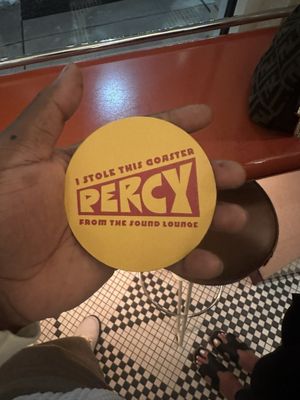 I STOLE THIS COASTER
PERCY
FROM THE SOUND LOUNGE